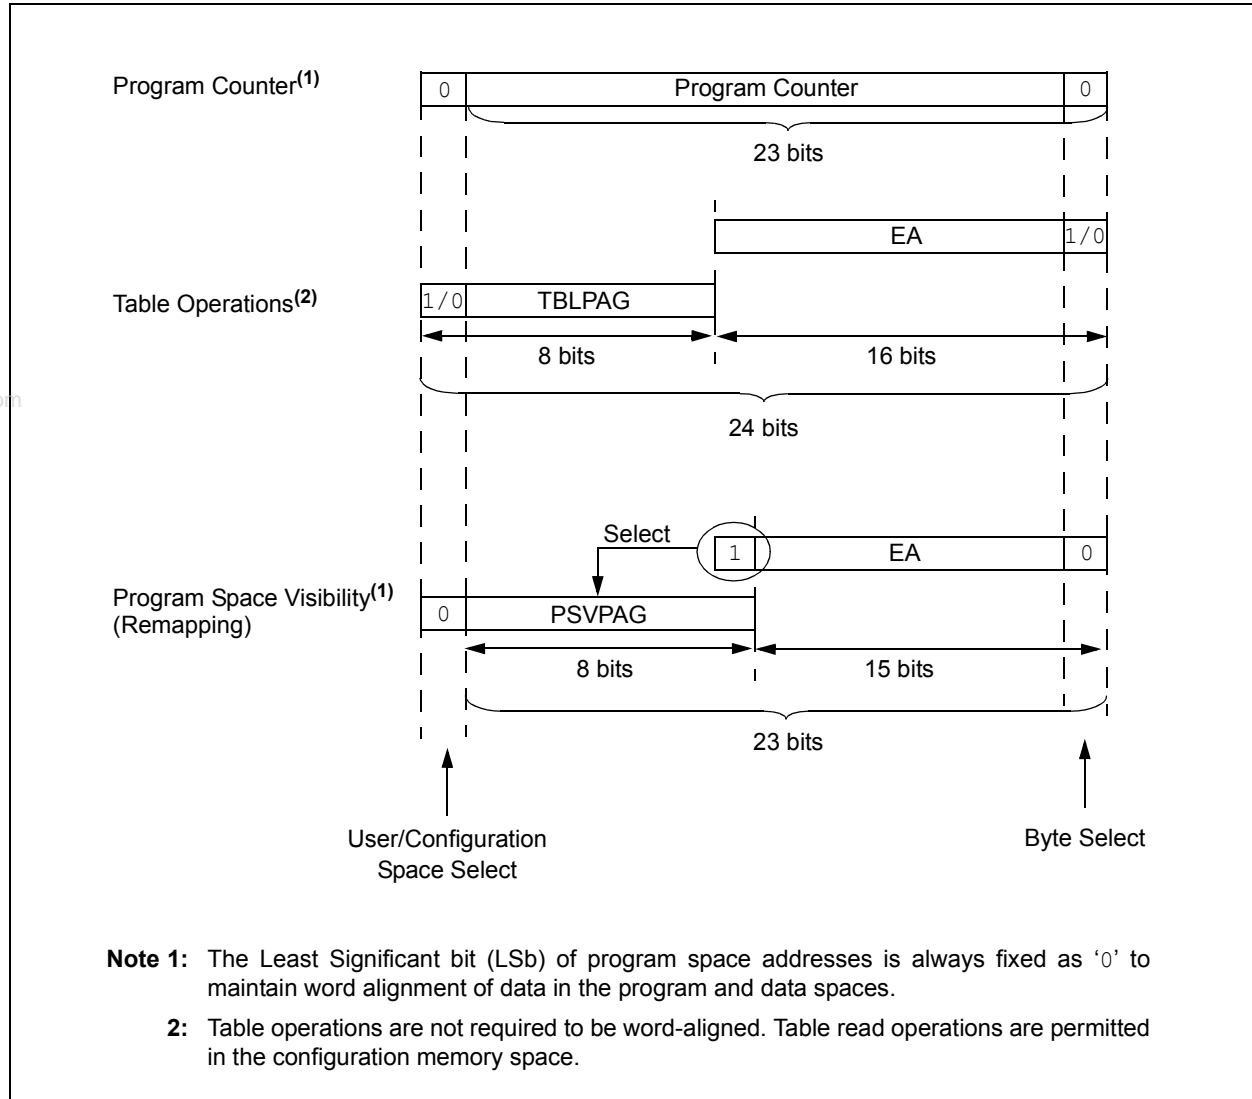 Program Counter(1)
0 Program Counter 0
23 bits
EA 1/0
Table Operations(2)
1/0 TBLPAG
8 bits 16 bits
om
24 bits
Select
1 EA 0
Program Space Visibility(1)
(Remapping)
0 PSVPAG
8 bits 15 bits
23 bits
User/Configuration
Space Select
Byte Select
Note 1: The Least Significant bit (LSb) of program space addresses is always fixed as ‘0’ to
maintain word alignment of data in the program and data spaces.
2: Table operations are not required to be word-aligned. Table read operations are permitted
in the configuration memory space.